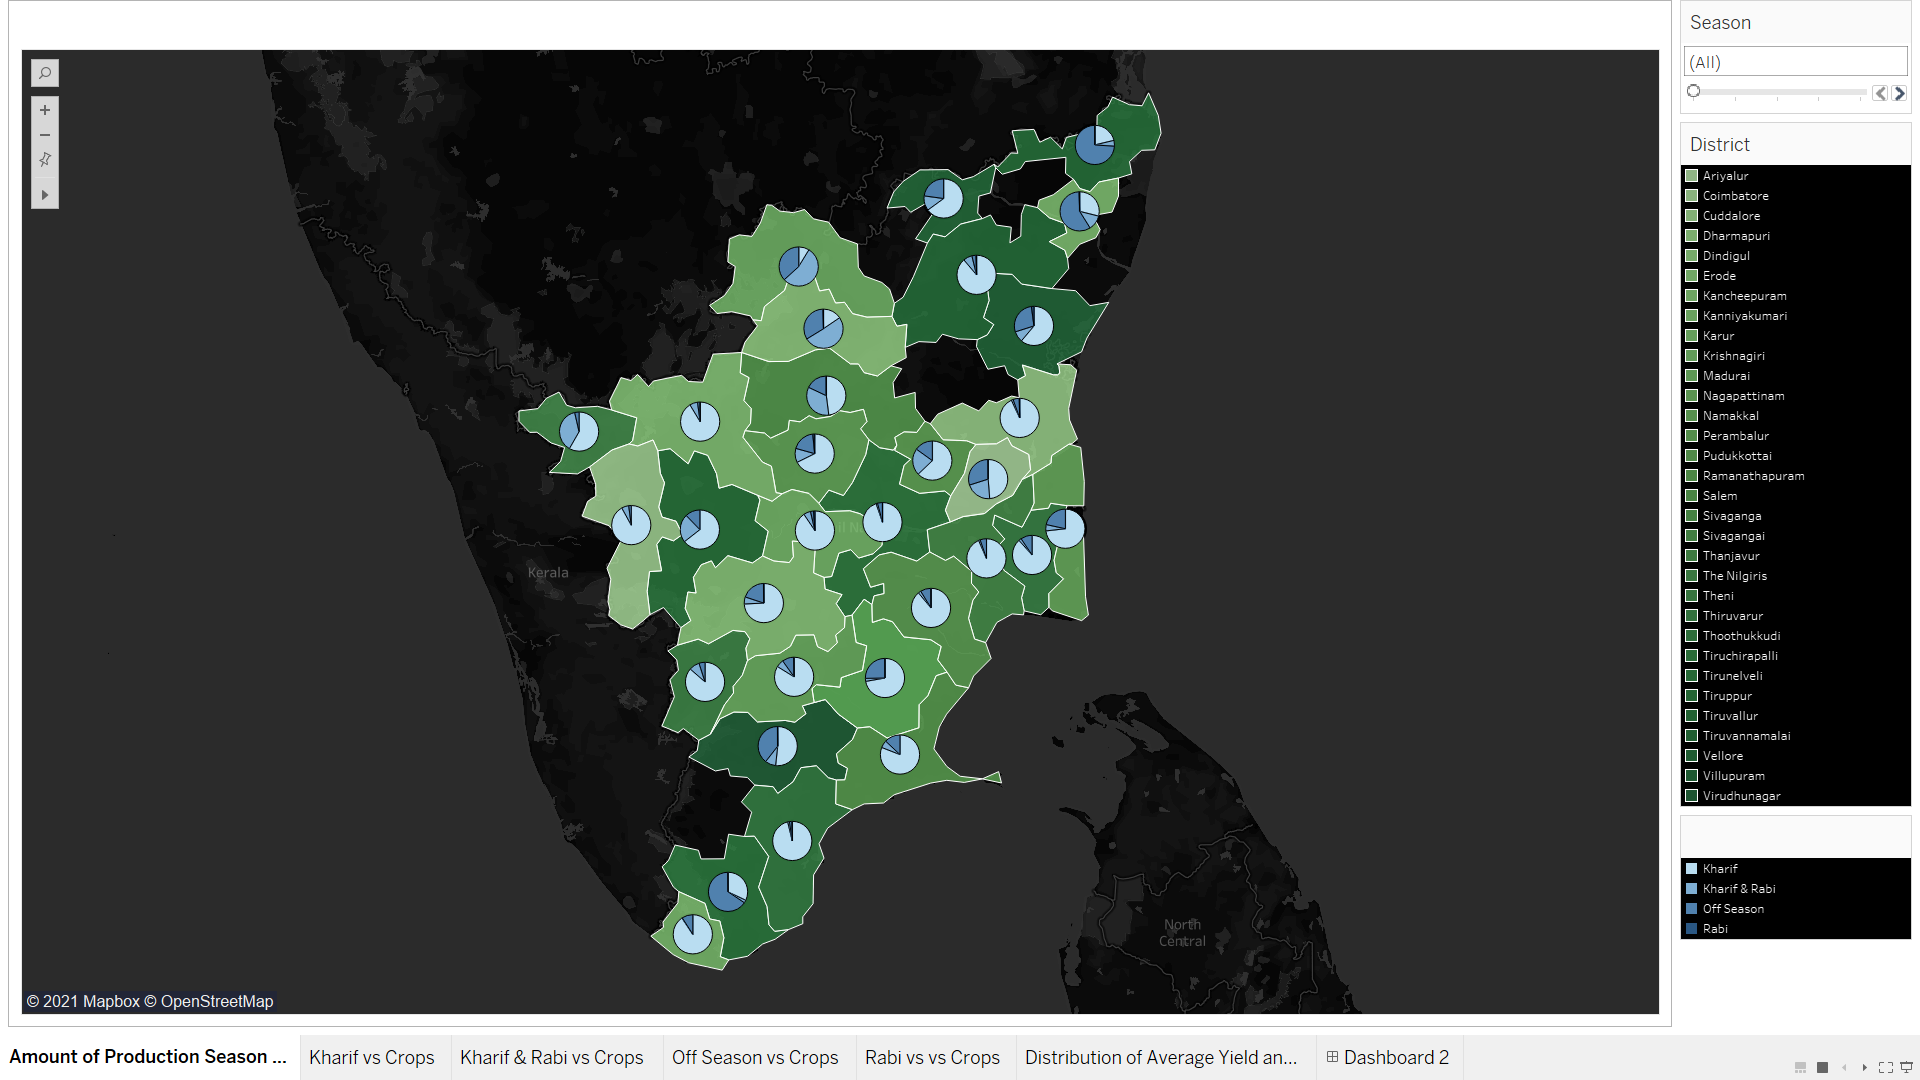 Season
(All)
District
Ariyalur
Coimbatore
Cuddalore
Dharmapuri
Dindigul
Erode
Kancheepuram
Kanniyakumari
Karur
Krishnagiri
Madurai
Nagapattinam
Namakkal
Perambalur
Pudukkottai
Ramanathapuram
Salem
Sivaganga
Sivagangai
Thanjavur
The Nilgiris
Theni
Thiruvarur
Thoothukkudi
Tiruchirapalli
Tirunelveli
Tiruppur
Tiruvallur
Tiruvannamalai
Vellore
Villupuram
Virudhunagar
Kharif
Kharif & Rabi
Off Season
Rabi
Kerala
North
Central
© 2021 Mapbox © OpenStreetMap
Amount of Production Season ...
Kharif vs Crops
Kharif & Rabi vs Crops
Off Season vs Crops
Rabi vs vs Crops
Distribution of Average Yield an...
Dashboard 2